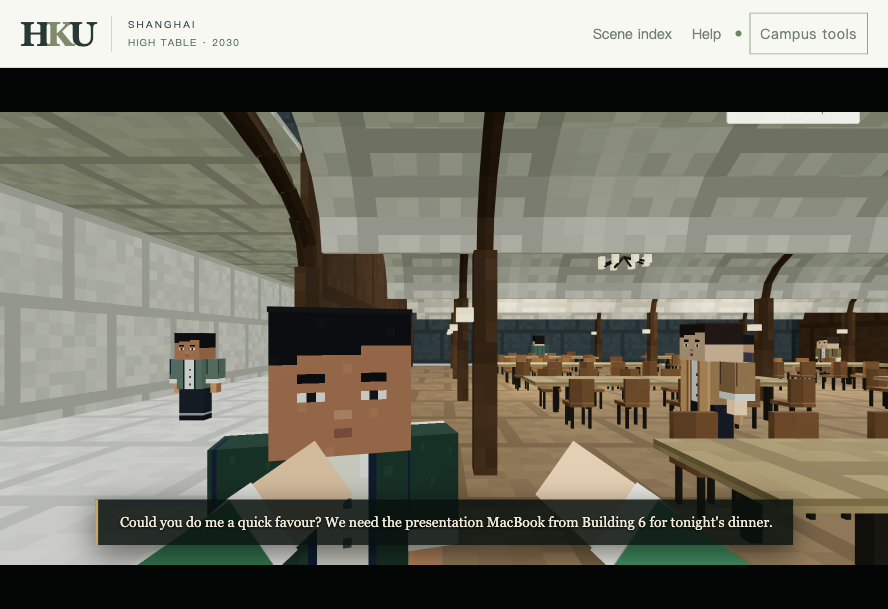 HKU
SHANGHAI
HIGH TABLE · 2030
Scene index
Help
Campus tools
Could you do me a quick favour? We need the presentation MacBook from Building 6 for tonight's dinner.